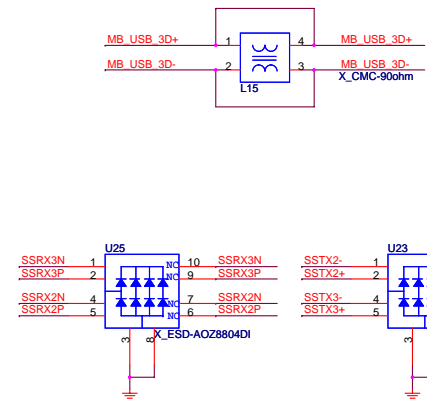 MB_USB_3D+ 1 4 MB_USB_3D+
MB_USB_3D- 2 3 MB_USB_3D-
L15 X_CMC-90ohm
U25 U23
SSRX3N 1 NC 10 SSRX3N SSTX2- 1
SSRX3P 2 NC 9 SSRX3P SSTX2+ 2
SSRX2N 4 NC 7 SSRX2N SSTX3- 4
SSRX2P 5 NC 6 SSRX2P SSTX3+ 5
3 8 X_ESD-AOZ8804DI 3